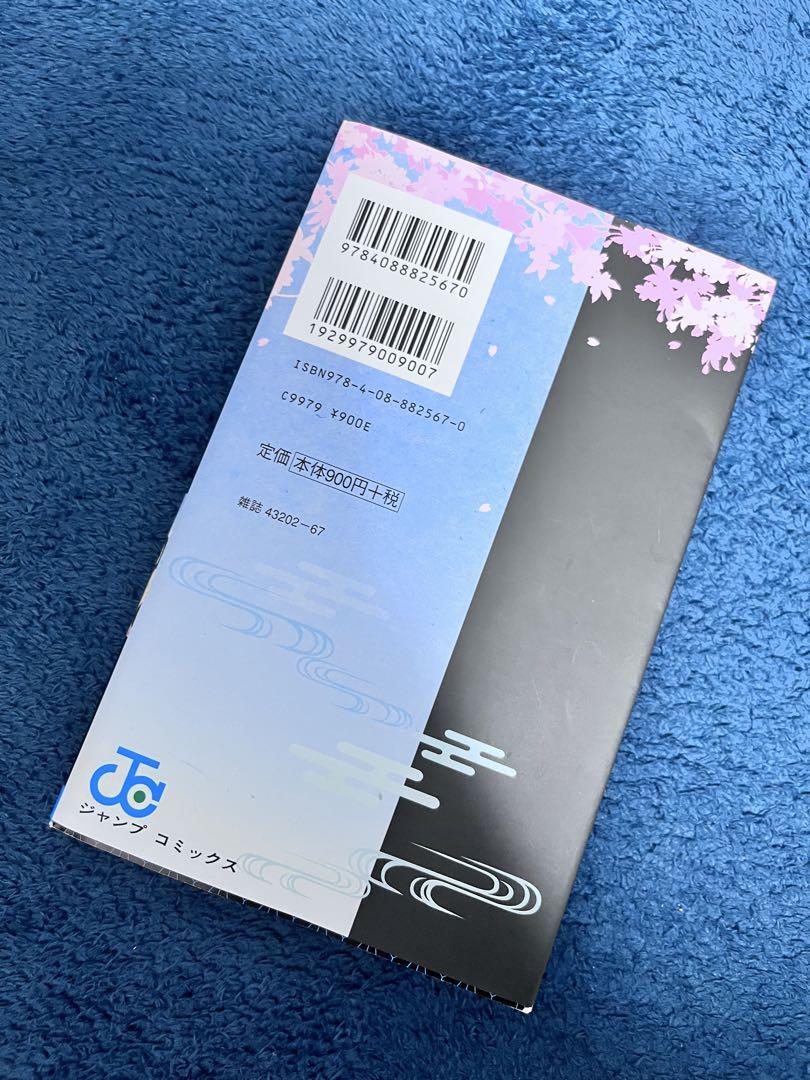 9784088825670
1929979009007
ISBN978-4-08-882567-0
C9979 ¥900E
定価 本体900円+税
雑誌 43202-67
JC
ジャンプ コミックス